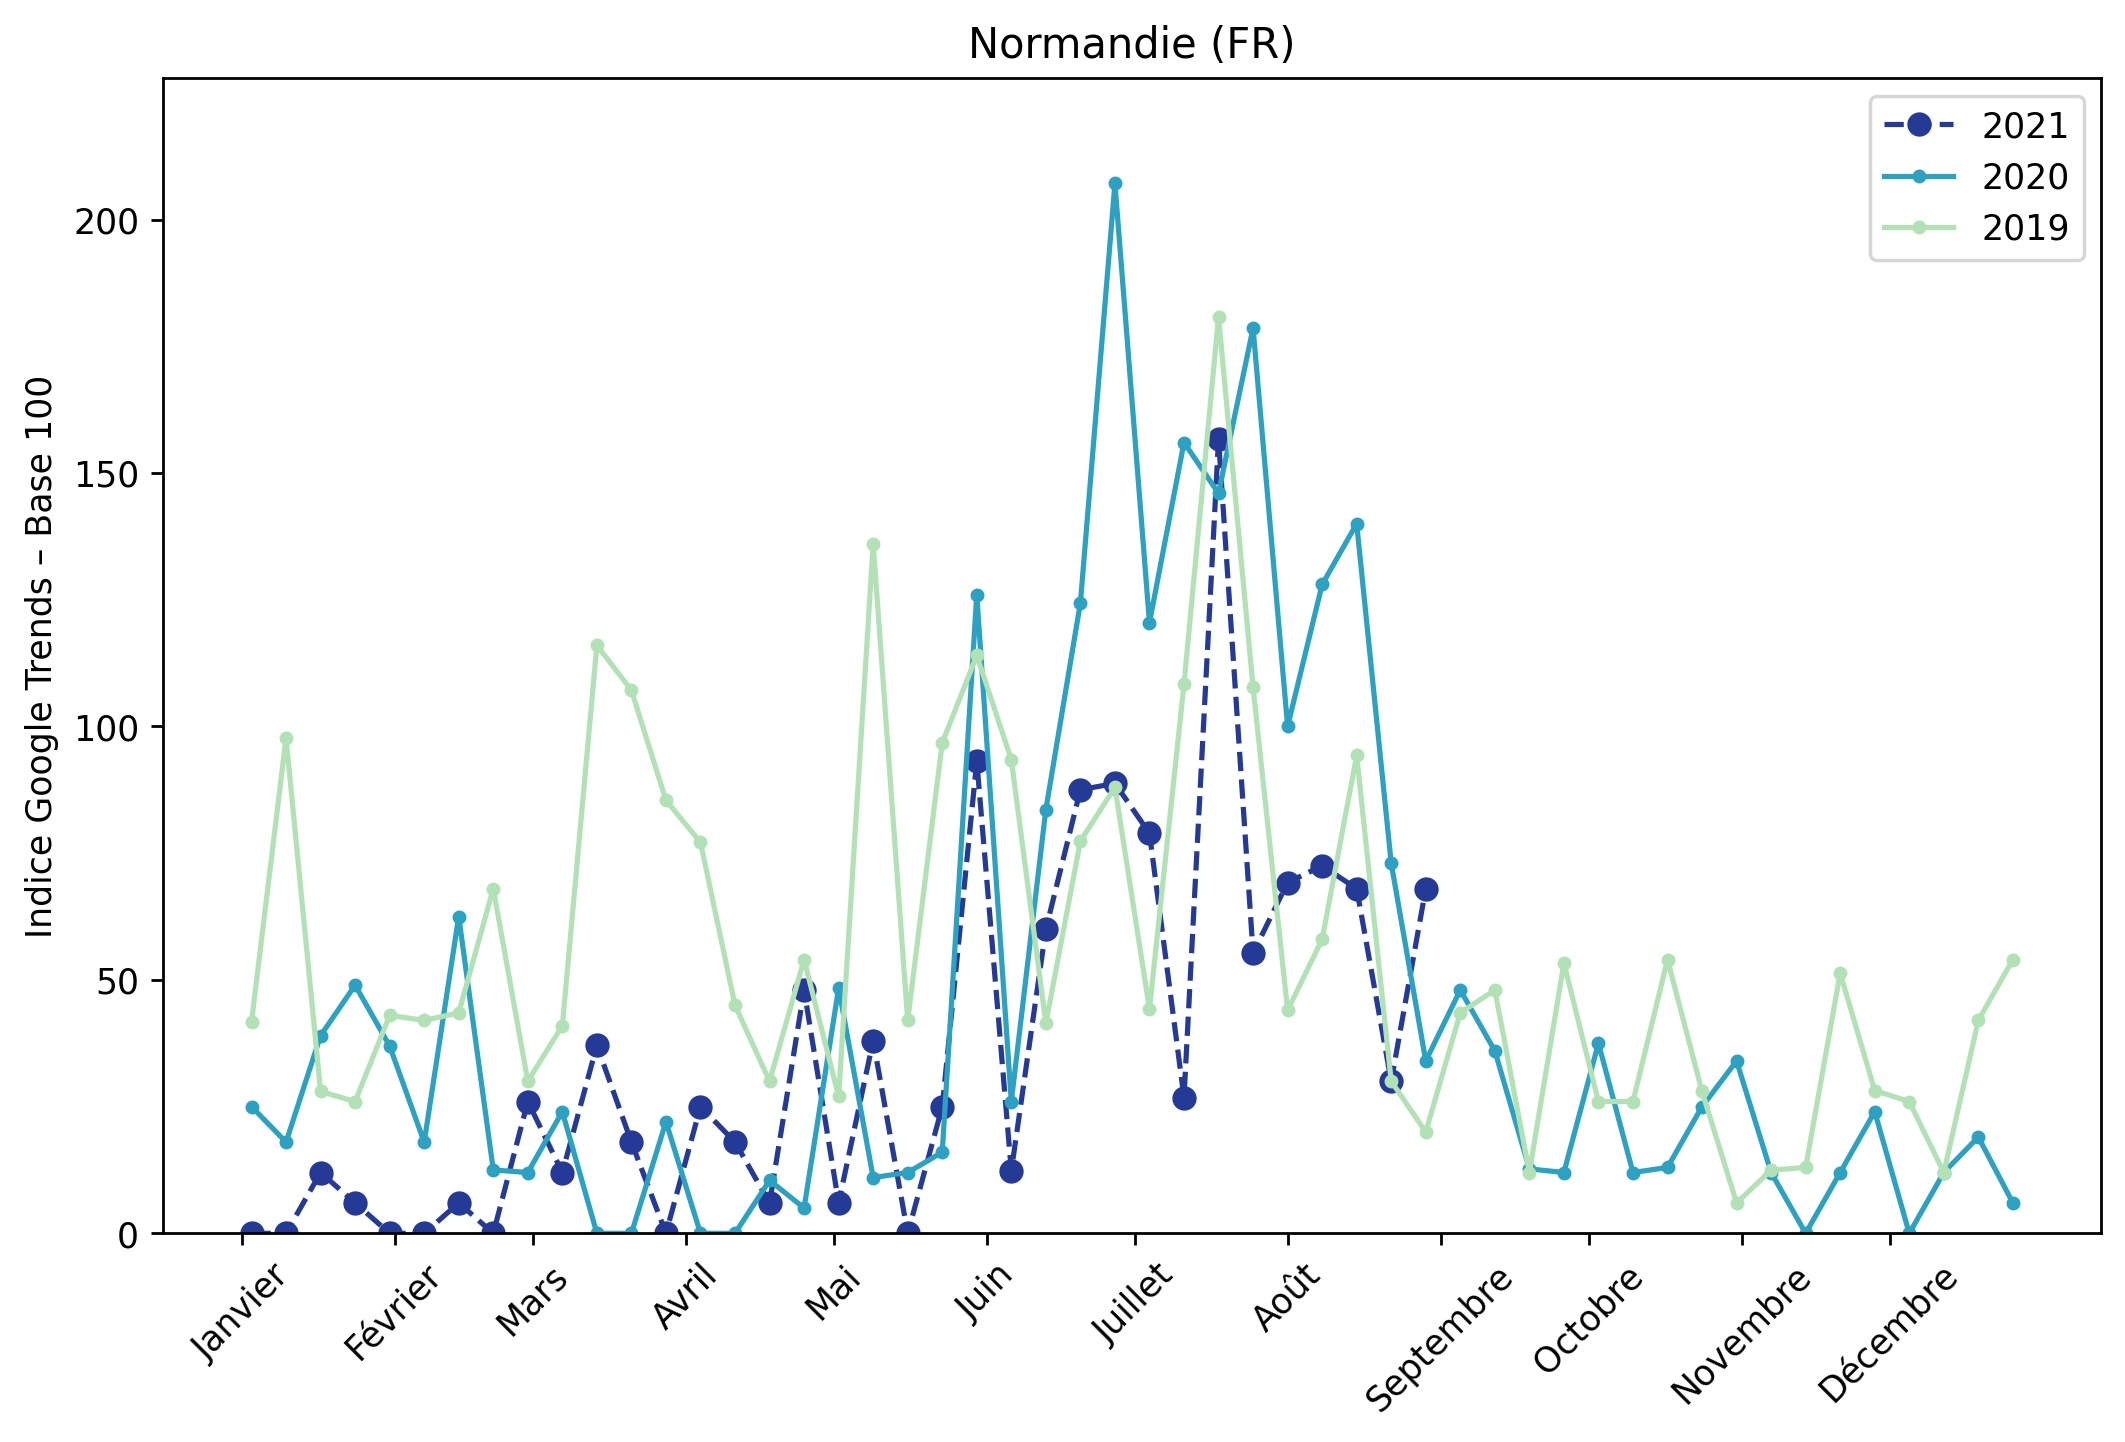 Normandie (FR)
2021
2020
2019
Indice Google Trends – Base 100
200
150
100
50
0
Janvier
Février
Mars
Avril
Mai
Juin
Juillet
Août
Septembre
Octobre
Novembre
Décembre